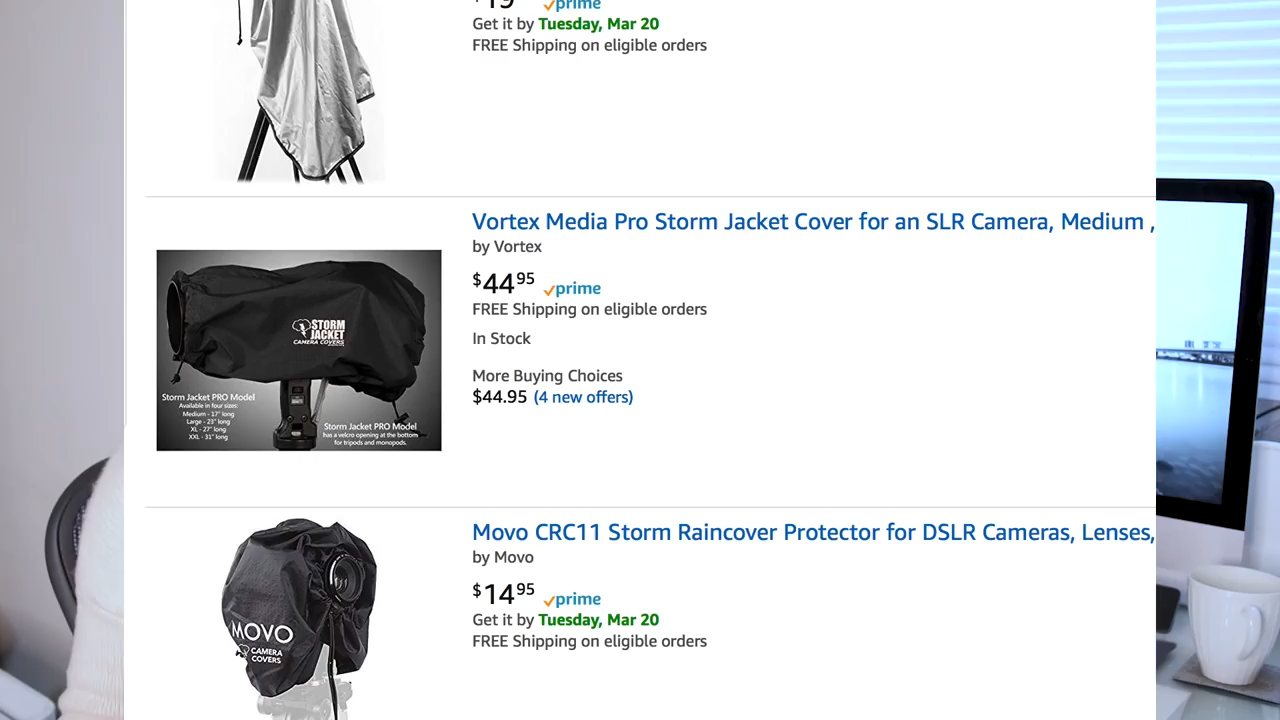 $19 prime
Get it by Tuesday, Mar 20
FREE Shipping on eligible orders
Vortex Media Pro Storm Jacket Cover for an SLR Camera, Medium ,
by Vortex
$44.95 prime
FREE Shipping on eligible orders
In Stock
More Buying Choices
$44.95 (4 new offers)
STORM
JACKET
CAMERA COVERS
Storm Jacket PRO Model
Available in four sizes:
Medium - 17" long
Large - 23" long
XL - 27" long
XXL - 31" long
Storm Jacket PRO Model
has a velcro opening at the bottom
for tripods and monopods.
Movo CRC11 Storm Raincover Protector for DSLR Cameras, Lenses,
by Movo
$14.95 prime
Get it by Tuesday, Mar 20
FREE Shipping on eligible orders
MOVO
CAMERA
COVERS